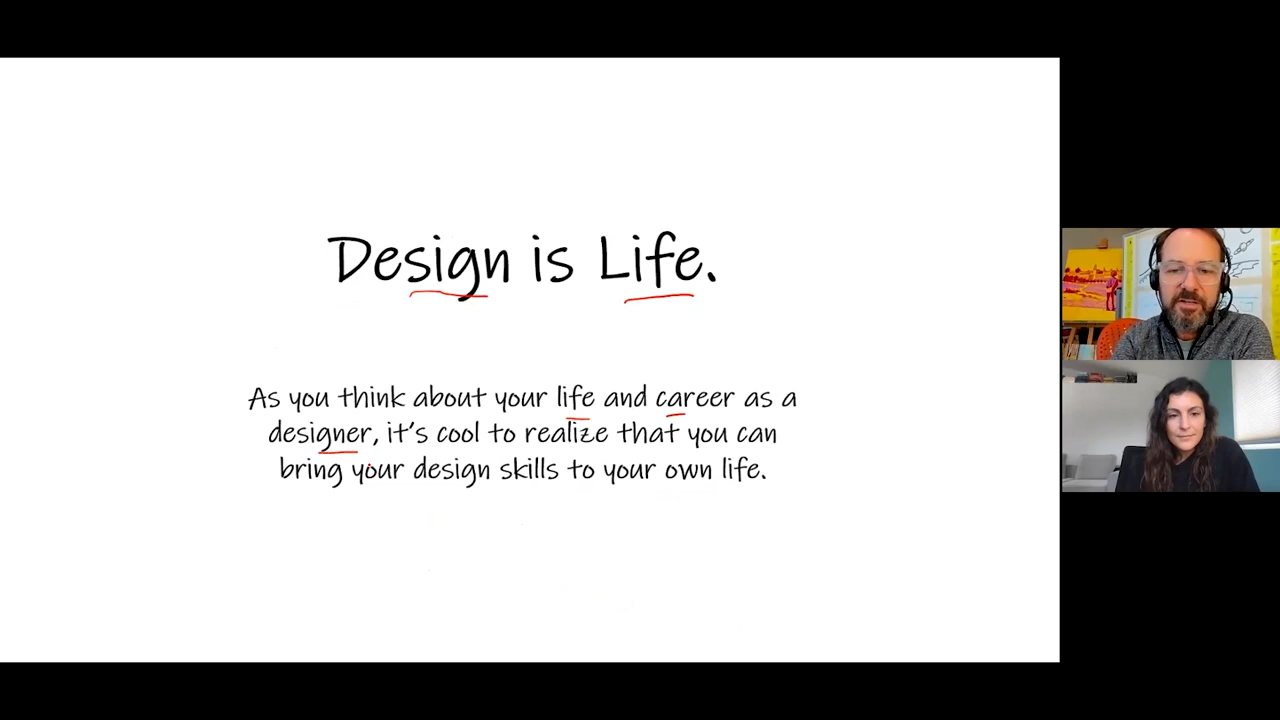 Design is Life.
As you think about your life and career as a
designer, it's cool to realize that you can
bring your design skills to your own life.